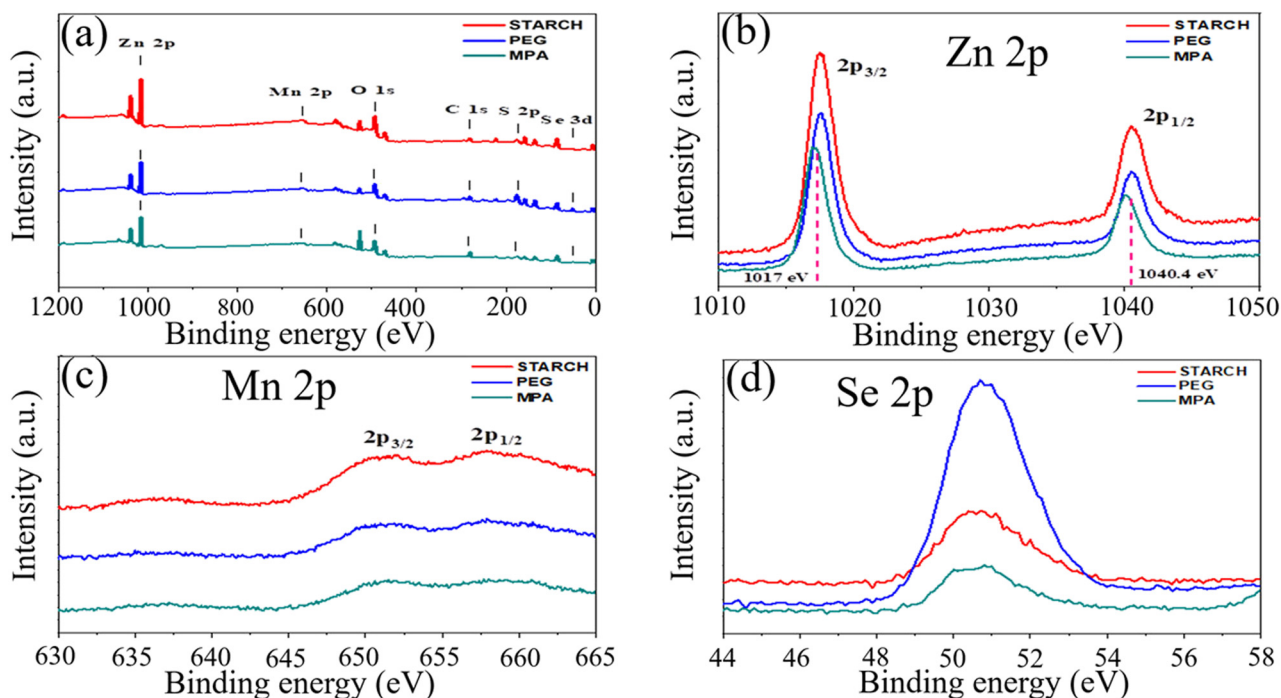 (a)
STARCH
PEG
MPA
Zn 2p
Mn 2p
O 1s
C 1s
S 2p
Se 3d
Intensity (a.u.)
1200 1000 800 600 400 200 0
Binding energy (eV)
(b)
Zn 2p
STARCH
PEG
MPA
2p3/2
2p1/2
1017 eV
1040.4 eV
Intensity (a.u.)
1010 1020 1030 1040 1050
Binding energy (eV)
(c)
Mn 2p
STARCH
PEG
MPA
2p3/2
2p1/2
Intensity (a.u.)
630 635 640 645 650 655 660 665
Binding energy (eV)
(d)
Se 2p
STARCH
PEG
MPA
Intensity (a.u.)
44 46 48 50 52 54 56 58
Binding energy (eV)